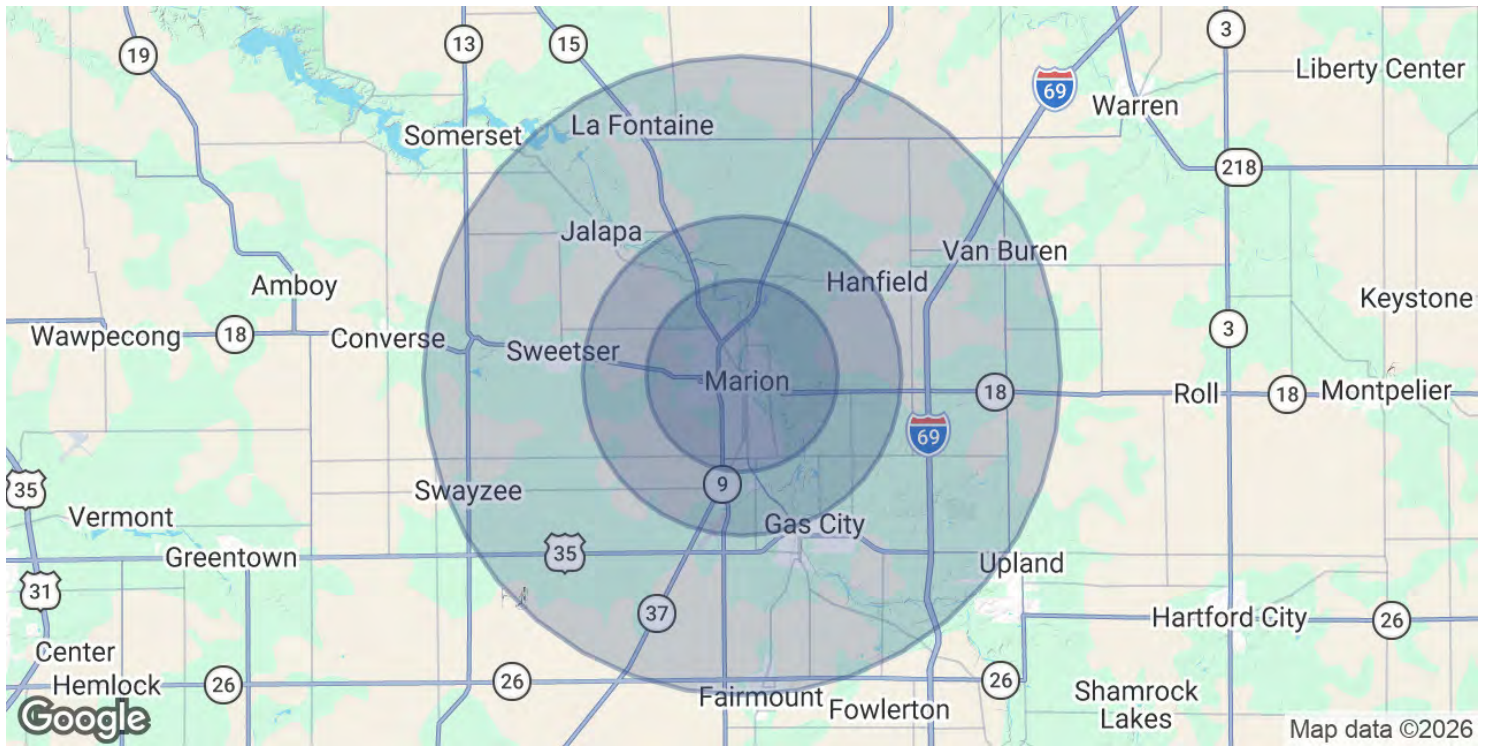 19
13
15
3
Liberty Center
69
Warren
Somerset
La Fontaine
218
Jalapa
Van Buren
Hanfield
Amboy
Keystone
Wawpecong
18
Converse
Sweetser
3
Marion
18
Roll
18
Montpelier
69
35
Swayzee
9
Vermont
Gas City
Greentown
35
Upland
31
37
Hartford City
26
Center
Hemlock
26
26
26
Fairmount
Fowlerton
Shamrock
Lakes
Google
Map data ©2026